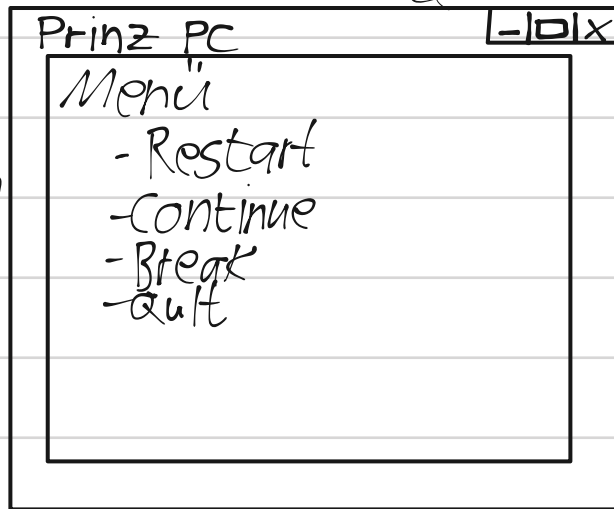 Prinz PC
Menü
- Restart
- Continue
- Break
- Quit